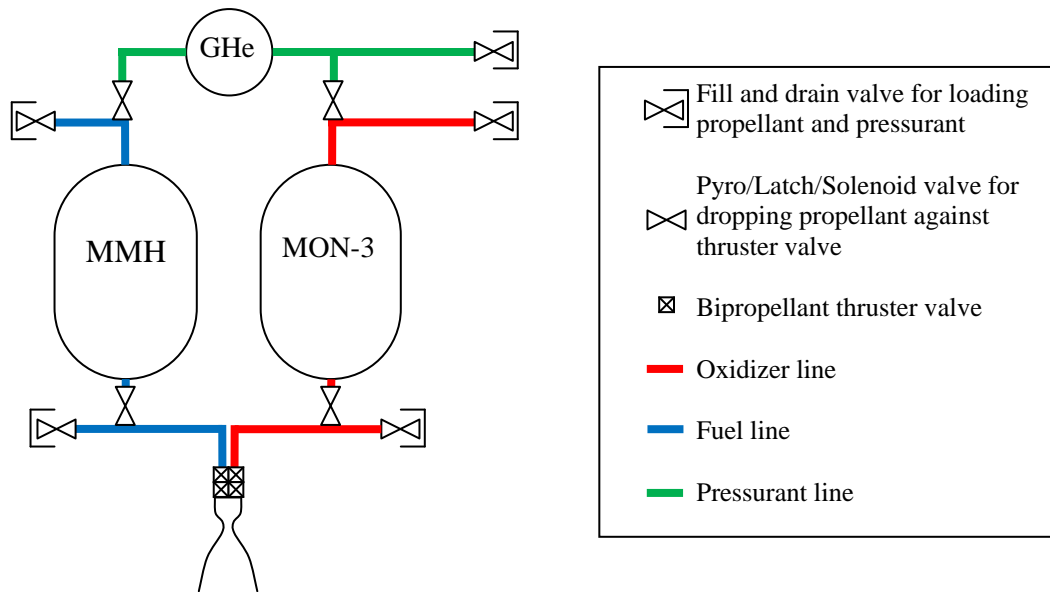 GHe
MMH
MON-3
Fill and drain valve for loading
propellant and pressurant
Pyro/Latch/Solenoid valve for
dropping propellant against
thruster valve
Bipropellant thruster valve
Oxidizer line
Fuel line
Pressurant line